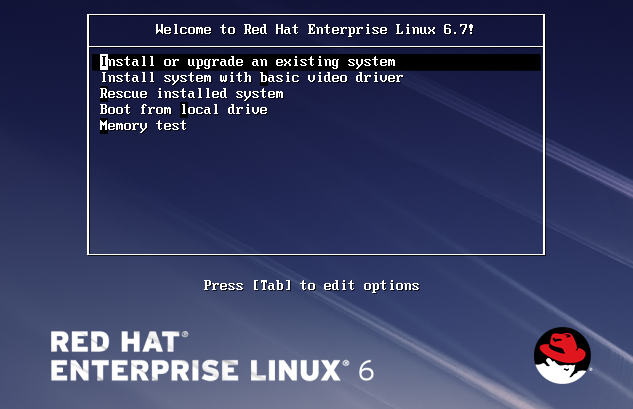 Welcome to Red Hat Enterprise Linux 6.7!
Install or upgrade an existing system
Install system with basic video driver
Rescue installed system
Boot from local drive
Memory test
Press [Tab] to edit options
RED HAT®
ENTERPRISE LINUX® 6